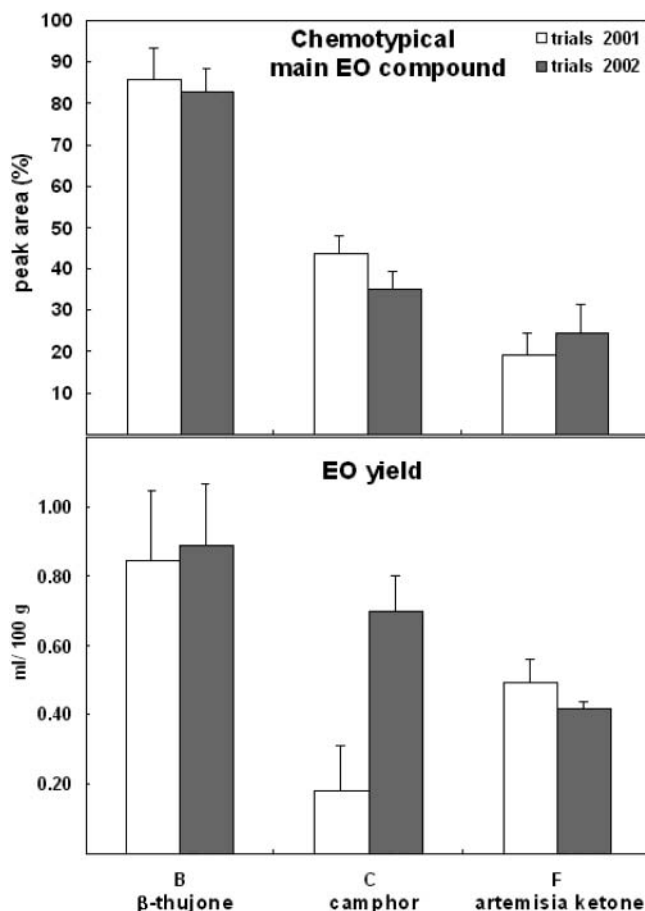 100
90
80
70
60
50
40
30
20
10
peak area (%)
Chemotypical
main EO compound
trials 2001
trials 2002
EO yield
1.00
0.80
0.60
0.40
0.20
ml/ 100 g
B C F
β-thujone camphor artemisia ketone